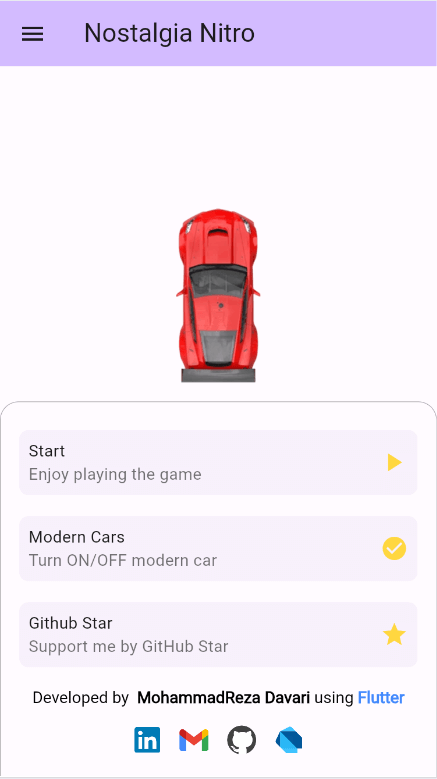 Nostalgia Nitro
Start
Enjoy playing the game
Modern Cars
Turn ON/OFF modern car
Github Star
Support me by GitHub Star
Developed by MohammadReza Davari using Flutter
in